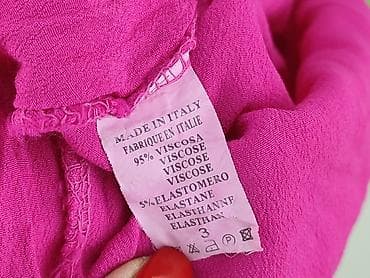 MADE IN ITALY
FABRIQUE EN ITALIE
95% VISCOSA
VISCOSE
VISCOSE
VISCOSE
5% ELASTOMERO
ELASTANE
ELASTHANNE
ELASTHAN
3
P